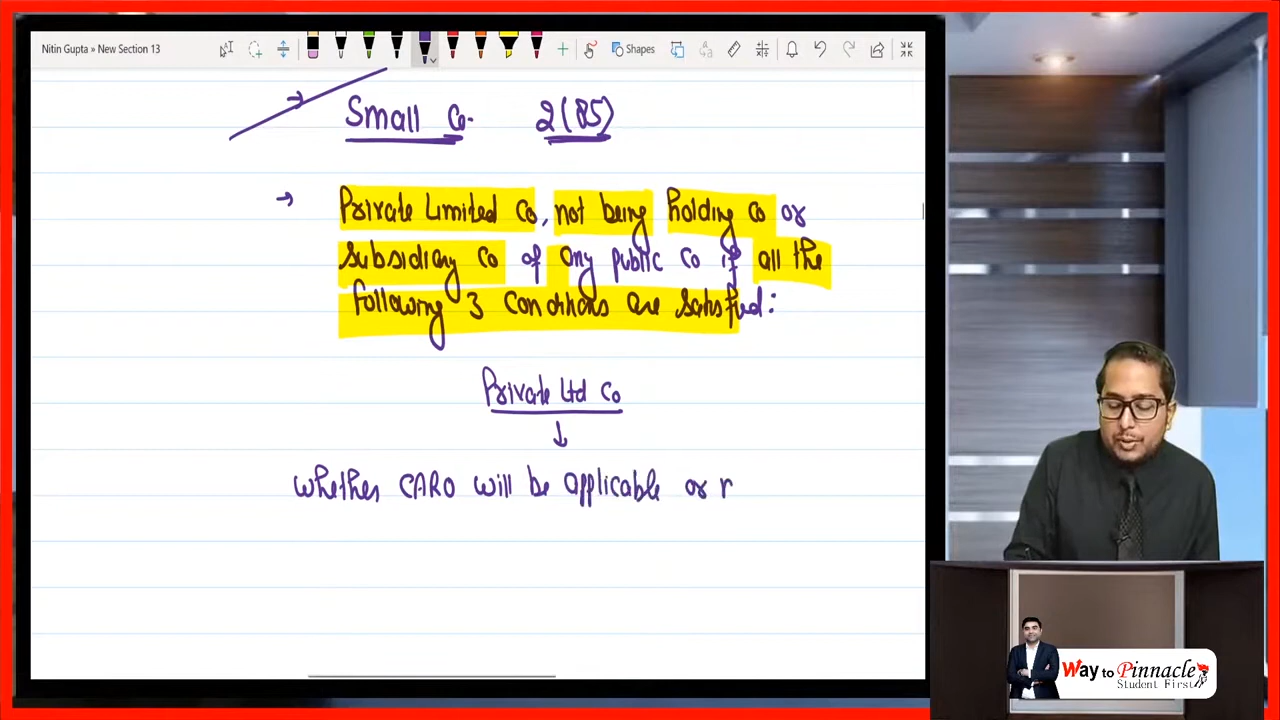 Nitin Gupta » New Section 13
Shapes
Small Co. 2(85)
→ Private Limited Co, not being holding Co or
subsidiary Co of any public Co if all the
following 3 conditions are satisfied:
Private Ltd Co
↓
whether CARO will be applicable or r
Way to Pinnacle
Student First